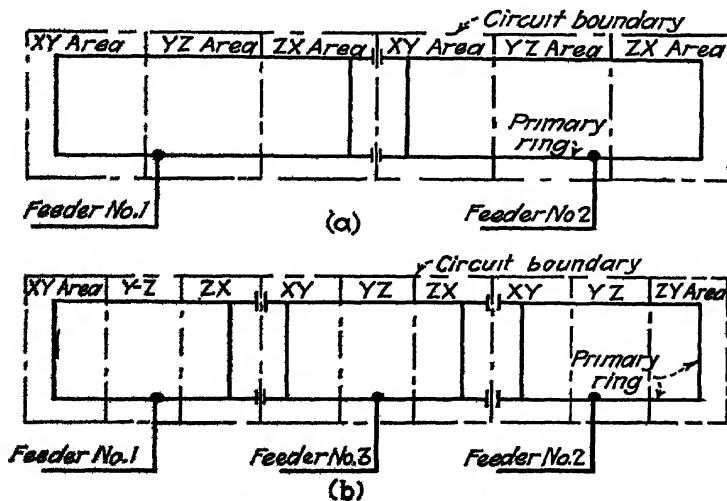 Circuit boundary
XY Area YZ Area ZX Area XY Area YZ Area ZX Area
Primary
ring
Feeder No.1 Feeder No2
(a)
Circuit boundary
XY Area Y-Z ZX XY YZ ZX XY YZ ZY Area
Primary
ring
Feeder No.1 Feeder No.3 Feeder No.2
(b)